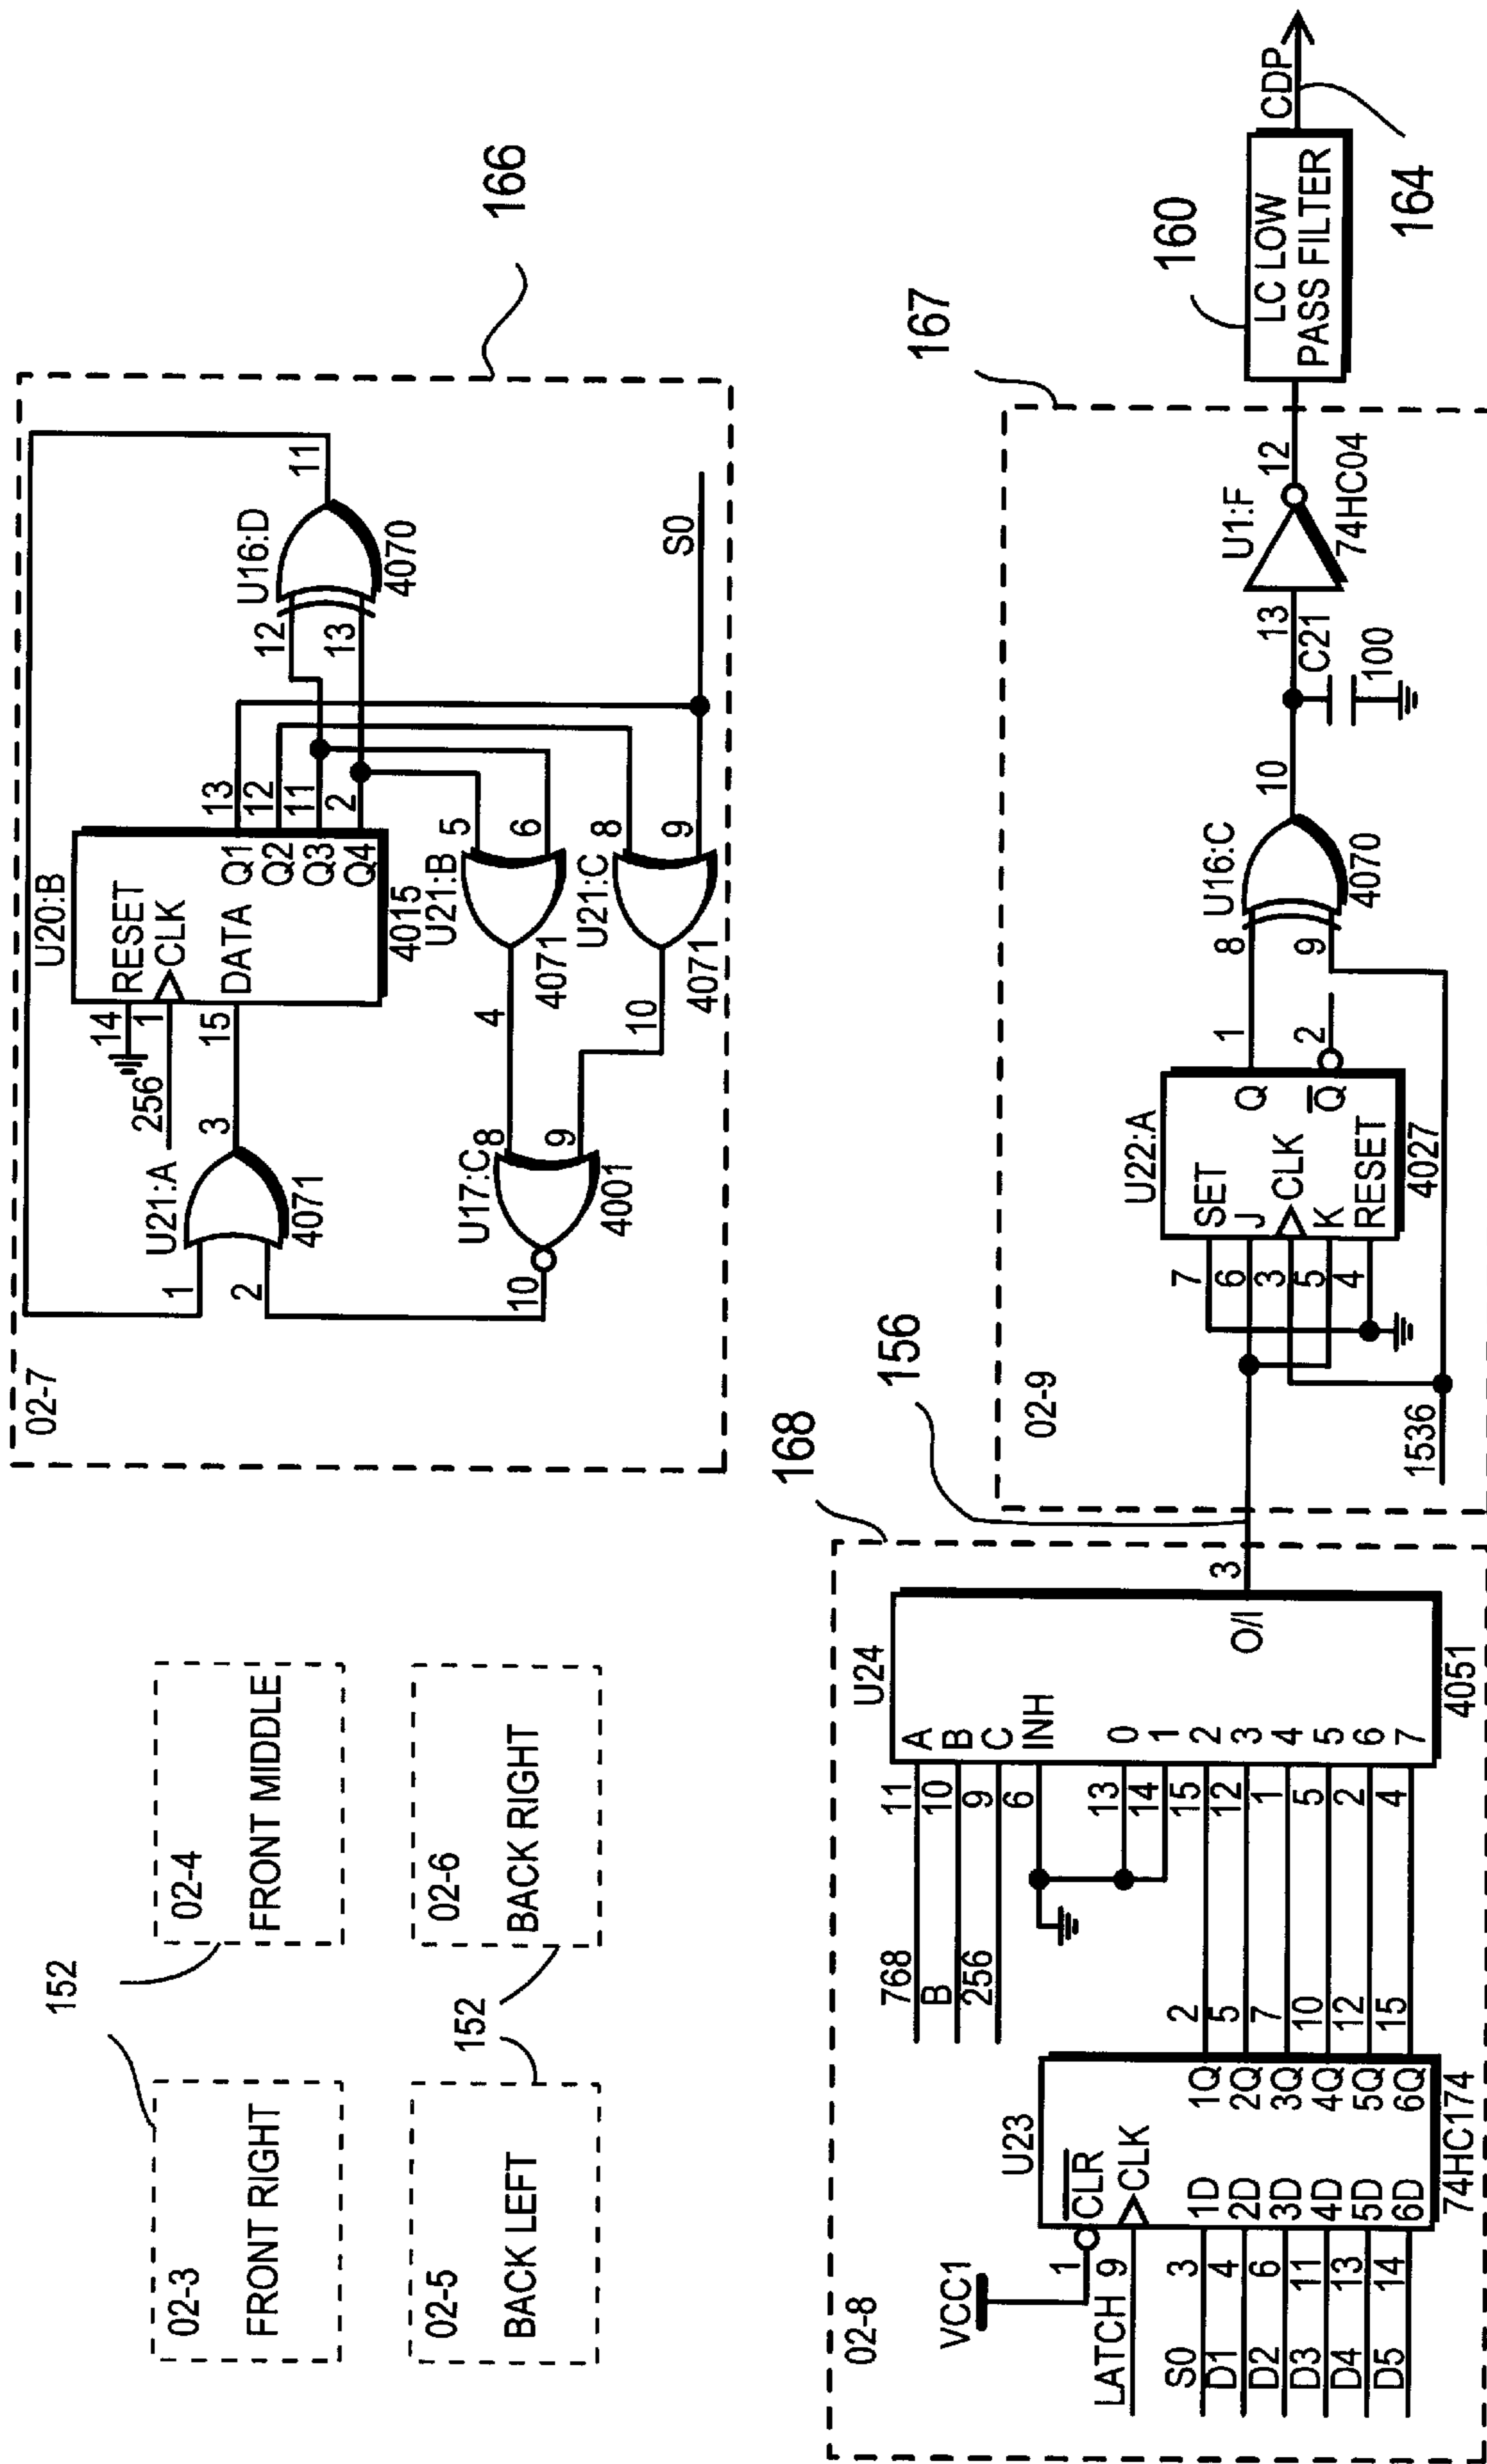 152
02-3
FRONT RIGHT
02-4
FRONT MIDDLE
152
02-5
BACK LEFT
02-6
BACK RIGHT
166
02-7
U20:B
RESET
CLK
DATA
Q1
Q2
Q3
Q4
4015
14
1
15
256
13
12
11
2
U21:A
1
2
3
4071
U16:D
12
13
11
4070
U21:B
5
6
4
4071
U21:C
8
9
10
4071
U17:C
8
9
10
4001
S0
168
02-8
VCC1
LATCH
S0
D1
D2
D3
D4
D5
1
9
3
4
6
11
13
14
U23
CLR
CLK
1D 1Q
2D 2Q
3D 3Q
4D 4Q
5D 5Q
6D 6Q
74HC174
2
5
7
10
12
15
768
B
256
11
10
9
6
13
14
15
12
1
5
2
4
U24
A
B
C
INH
0
1
2
3
4
5
6
7
O/I
4051
3
156
167
02-9
1536
7
6
3
5
4
U22:A
SET
J
CLK
K
RESET
Q
Q
4027
1
2
U16:C
8
9
10
4070
C21
100
13
U1:F
12
74HC04
160
LC LOW
PASS FILTER
CDP
164